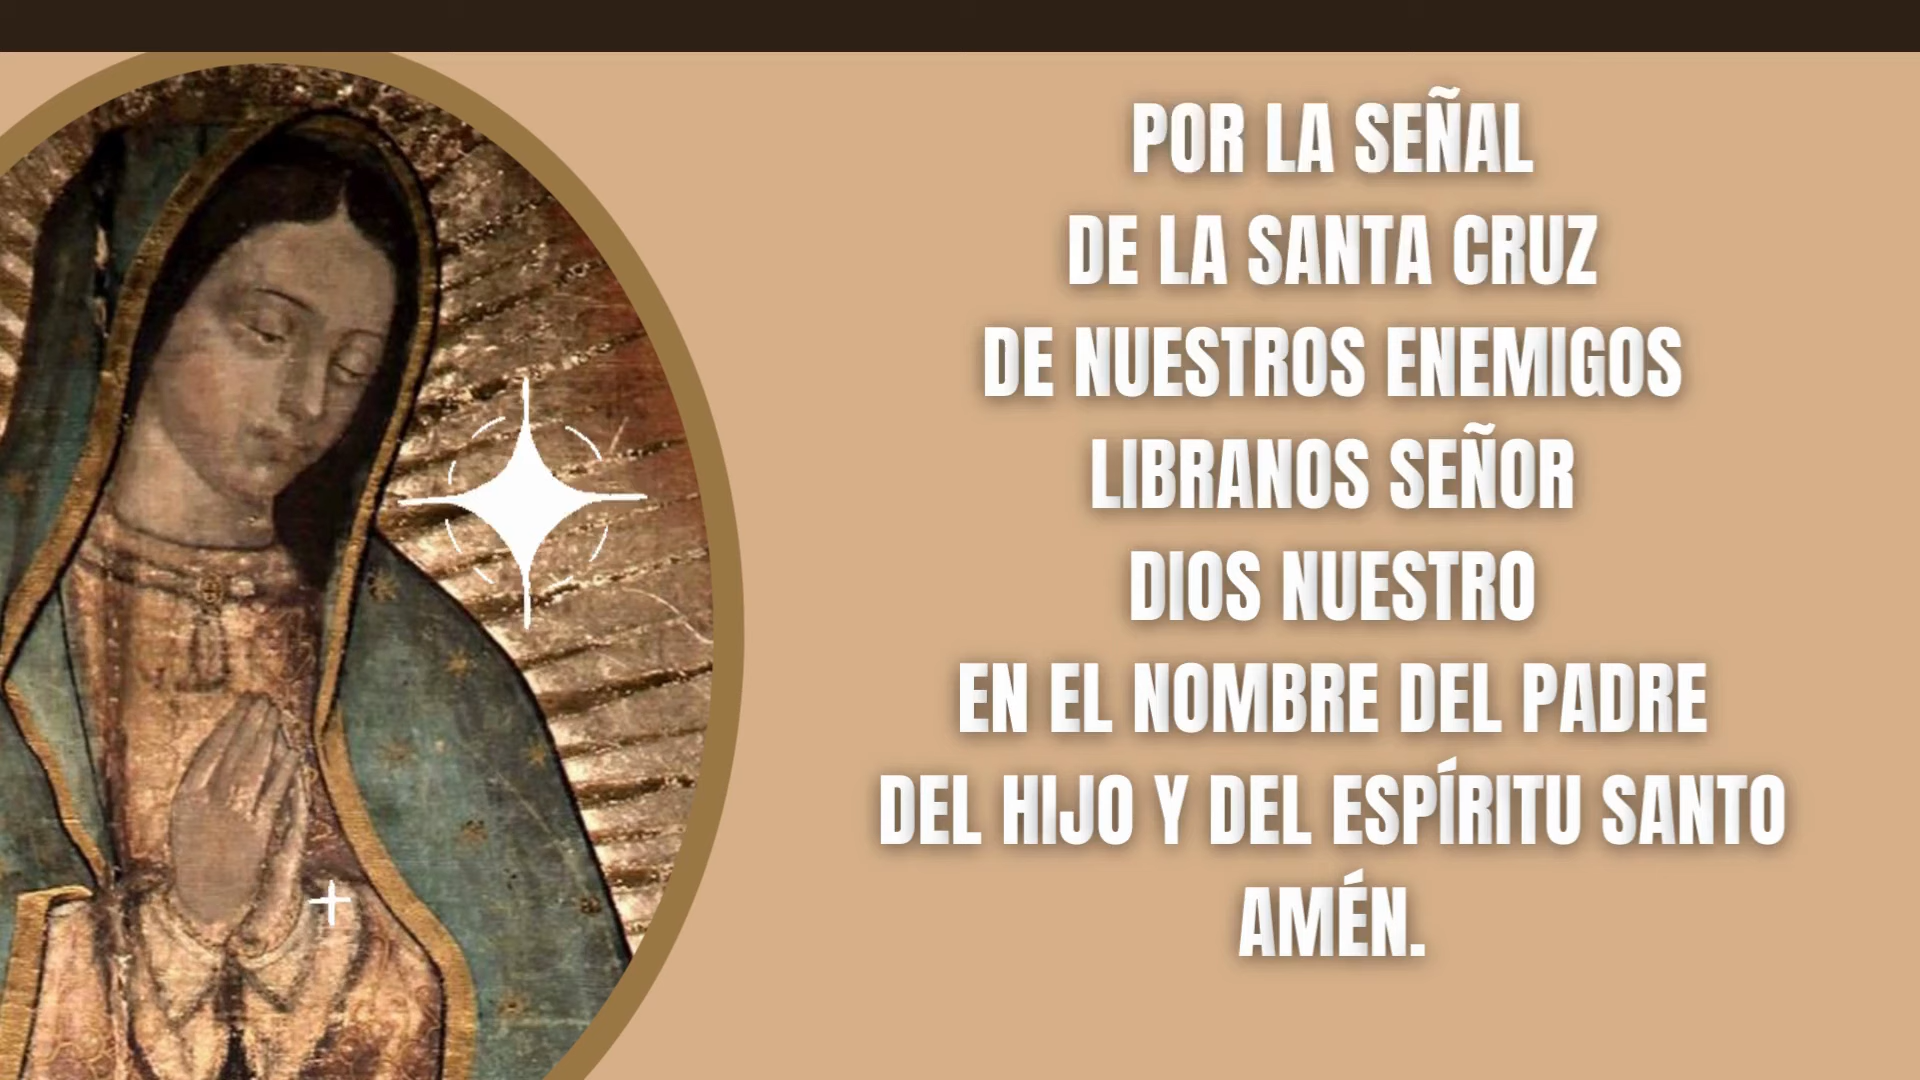 POR LA SEÑAL
DE LA SANTA CRUZ
DE NUESTROS ENEMIGOS
LIBRANOS SEÑOR
DIOS NUESTRO
EN EL NOMBRE DEL PADRE
DEL HIJO Y DEL ESPÍRITU SANTO
AMÉN.